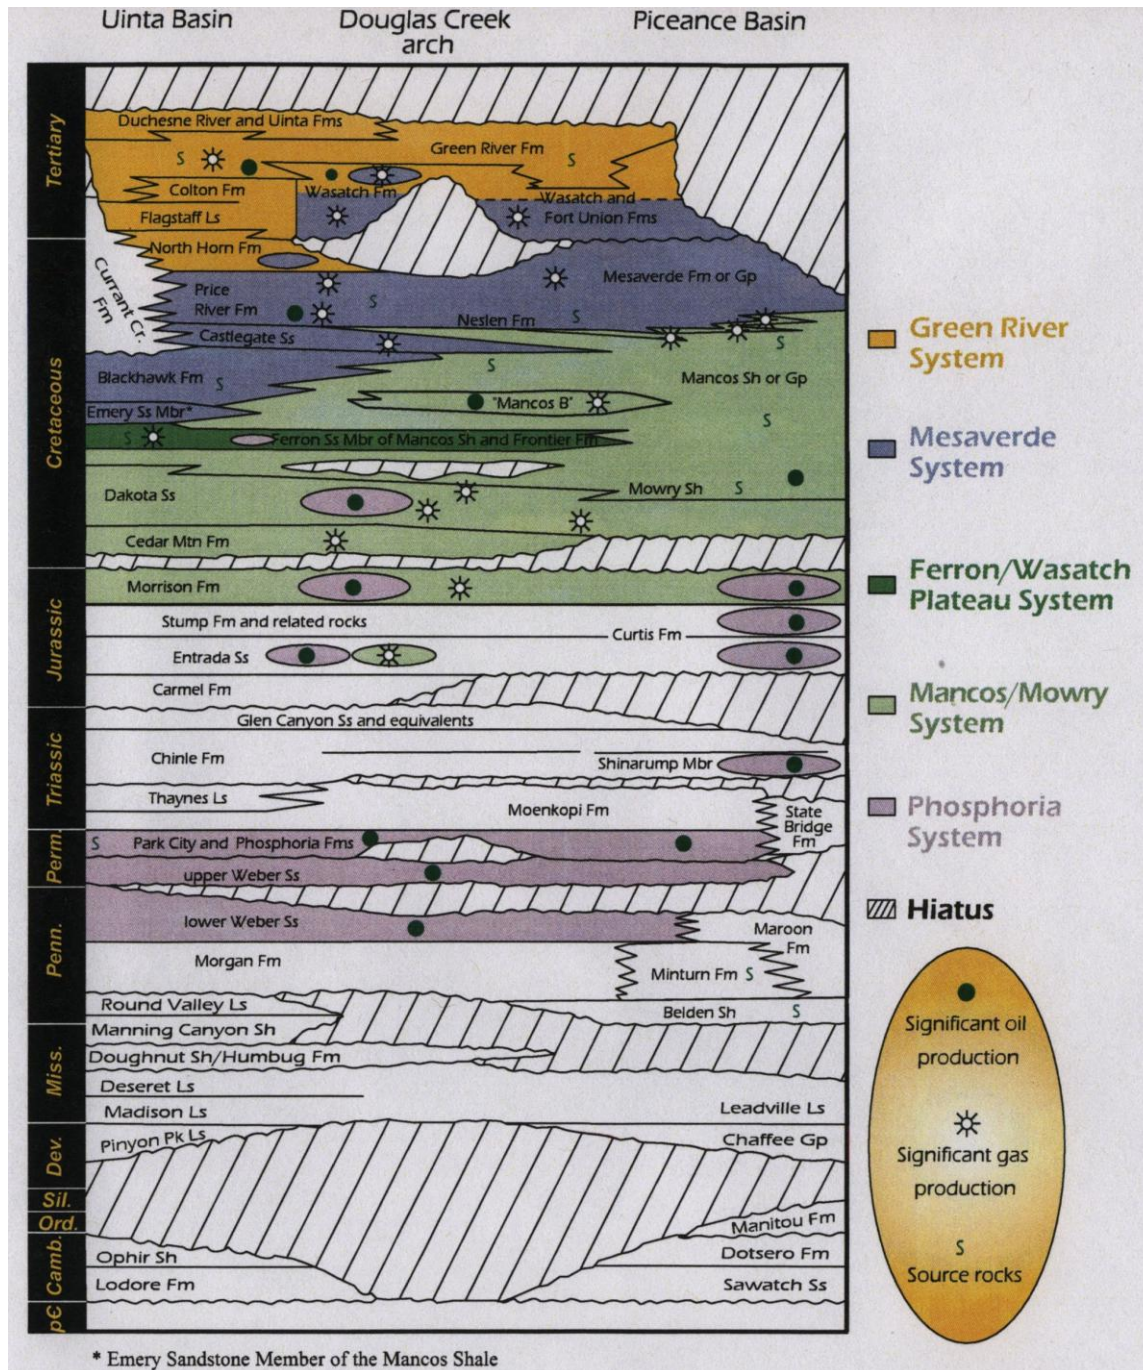 Uinta Basin
Douglas Creek
arch
Piceance Basin
Tertiary
Cretaceous
Jurassic
Triassic
Perm.
Penn.
Miss.
Dev.
Sil.
Ord.
Camb.
p€
Duchesne River and Uinta Fms
Green River Fm
S
S
Colton Fm
Wasatch Fm
Wasatch and
Fort Union Fms
Flagstaff Ls
North Horn Fm
Currant Cr.
Fm
Price
River Fm
S
Mesaverde Fm or Gp
Neslen Fm
S
Castlegate Ss
S
S
Blackhawk Fm
S
Mancos Sh or Gp
"Mancos B"
Emery Ss Mbr*
S
S
Ferron Ss Mbr of Mancos Sh and Frontier Fm
Dakota Ss
Mowry Sh
S
Cedar Mtn Fm
Morrison Fm
Stump Fm and related rocks
Curtis Fm
Entrada Ss
Carmel Fm
Glen Canyon Ss and equivalents
Chinle Fm
Shinarump Mbr
Thaynes Ls
Moenkopi Fm
State
Bridge
Fm
S
Park City and Phosphoria Fms
upper Weber Ss
lower Weber Ss
Maroon
Fm
Morgan Fm
Minturn Fm
S
Round Valley Ls
Belden Sh
S
Manning Canyon Sh
Doughnut Sh/Humbug Fm
Deseret Ls
Madison Ls
Leadville Ls
Pinyon Pk Ls
Chaffee Gp
Manitou Fm
Ophir Sh
Dotsero Fm
Lodore Fm
Sawatch Ss
Green River
System
Mesaverde
System
Ferron/Wasatch
Plateau System
Mancos/Mowry
System
Phosphoria
System
Hiatus
Significant oil
production
Significant gas
production
S
Source rocks
* Emery Sandstone Member of the Mancos Shale